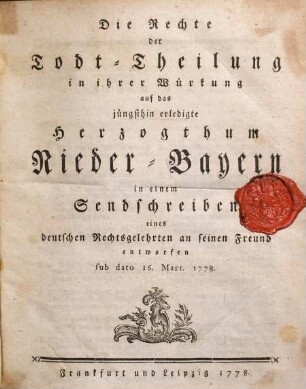 Die Rechte
der
Todt-Theilung
in ihrer Würkung
auf das
jüngsthin erledigte
Herzogthum
Nieder-Bayern
in einem
Sendschreiben
eines
deutschen Rechtsgelehrten an seinen Freund
entworfen
sub dato 16. Mart. 1778.
Frankfurt und Leipzig 1778.